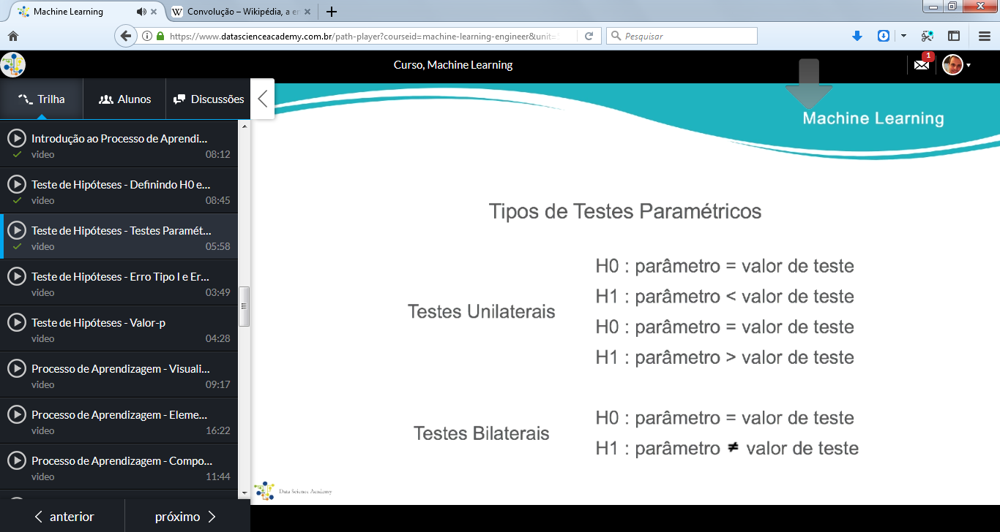 Machine Learning
Convolução – Wikipédia, a en
https://www.datascienceacademy.com.br/path-player?courseid=machine-learning-engineer&unit=
Pesquisar
Curso, Machine Learning
1
Trilha
Alunos
Discussões
Introdução ao Processo de Aprendi...
video
08:12
Teste de Hipóteses - Definindo H0 e...
video
08:45
Teste de Hipóteses - Testes Paramét...
video
05:58
Teste de Hipóteses - Erro Tipo I e Er...
video
03:49
Teste de Hipóteses - Valor-p
video
04:28
Processo de Aprendizagem - Visuali...
video
09:17
Processo de Aprendizagem - Eleme...
video
16:22
Processo de Aprendizagem - Compo...
video
11:44
anterior
próximo
Machine Learning
Tipos de Testes Paramétricos
Testes Unilaterais
H0 : parâmetro = valor de teste
H1 : parâmetro < valor de teste
H0 : parâmetro = valor de teste
H1 : parâmetro > valor de teste
Testes Bilaterais
H0 : parâmetro = valor de teste
H1 : parâmetro ≠ valor de teste
Data Science Academy